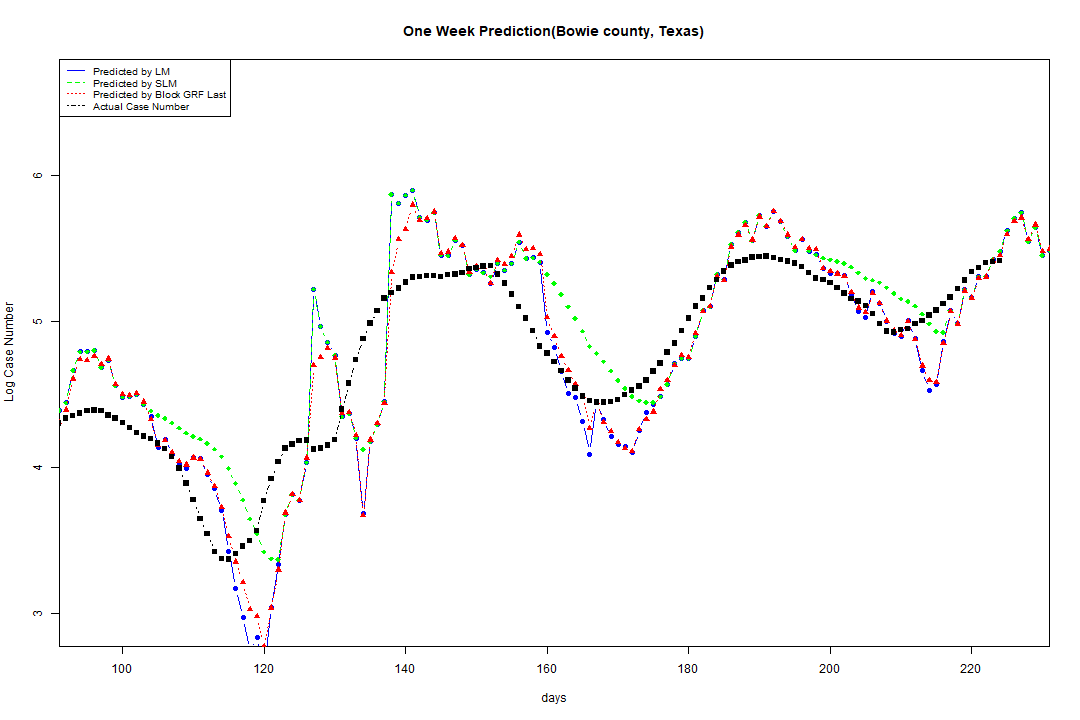 One Week Prediction(Bowie county, Texas)
Predicted by LM
Predicted by SLM
Predicted by Block GRF Last
Actual Case Number
Log Case Number
6
5
4
3
100 120 140 160 180 200 220
days